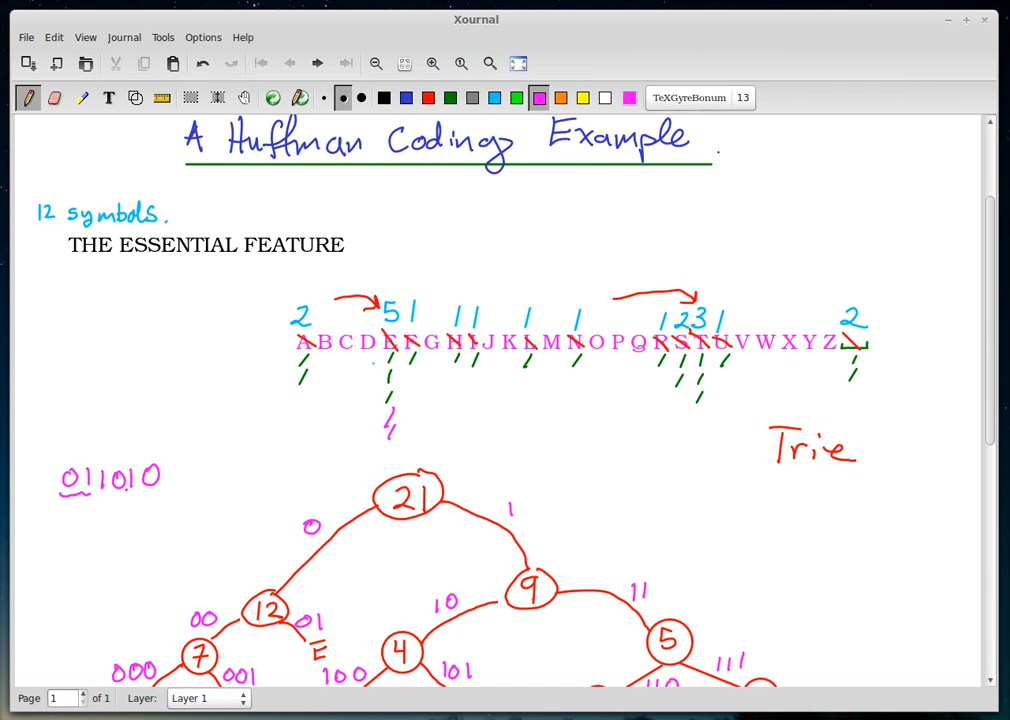 Xournal
File Edit View Journal Tools Options Help
TeXGyreBonum 13
A Huffman Coding Example.
12 symbols.
THE ESSENTIAL FEATURE
2 5 1 1 1 1 1 1 2 3 1 2
A B C D E F G H I J K L M N O P Q R S T U V W X Y Z
Trie
011010
21
0 1
12 9
00 01 10 11
7 E 4 5
000 001 100 101 110 111
Page 1 of 1 Layer: Layer 1